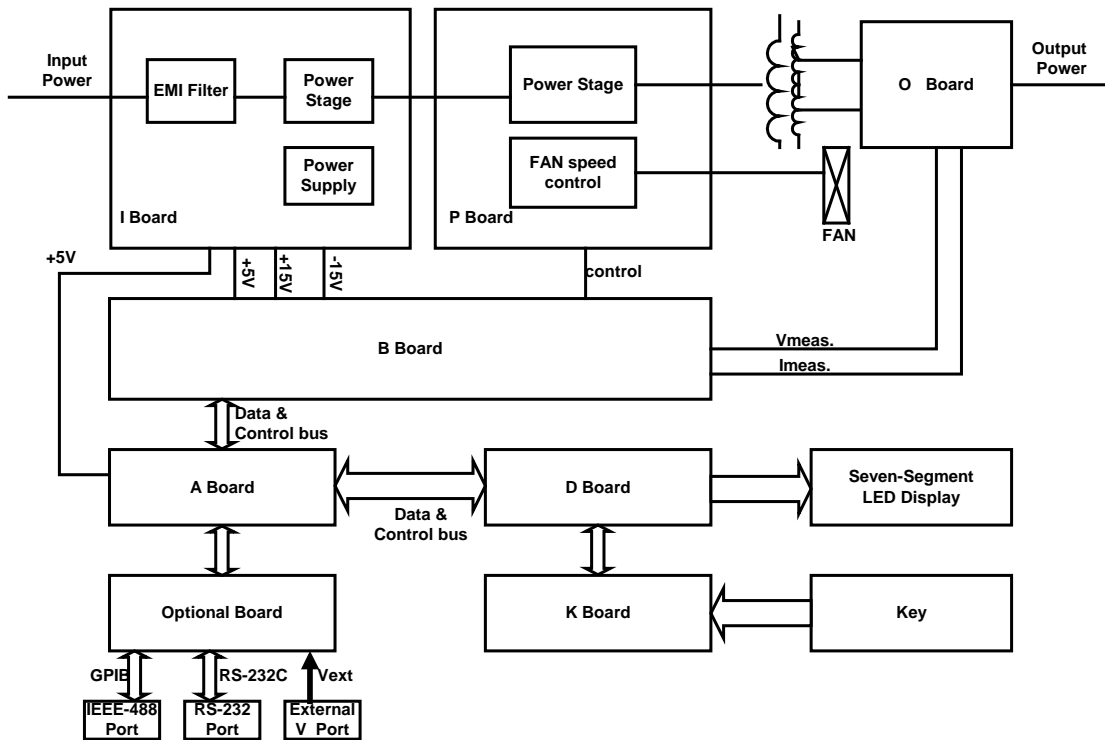 Input
Power
EMI Filter
Power
Stage
Power
Supply
I Board
Power Stage
FAN speed
control
P Board
O Board
Output
Power
FAN
+5V
+5V
+15V
-15V
control
B Board
Vmeas.
Imeas.
Data &
Control bus
A Board
Data &
Control bus
D Board
Seven-Segment
LED Display
Optional Board
K Board
Key
GPIB
RS-232C
Vext
IEEE-488
Port
RS-232
Port
External
V Port